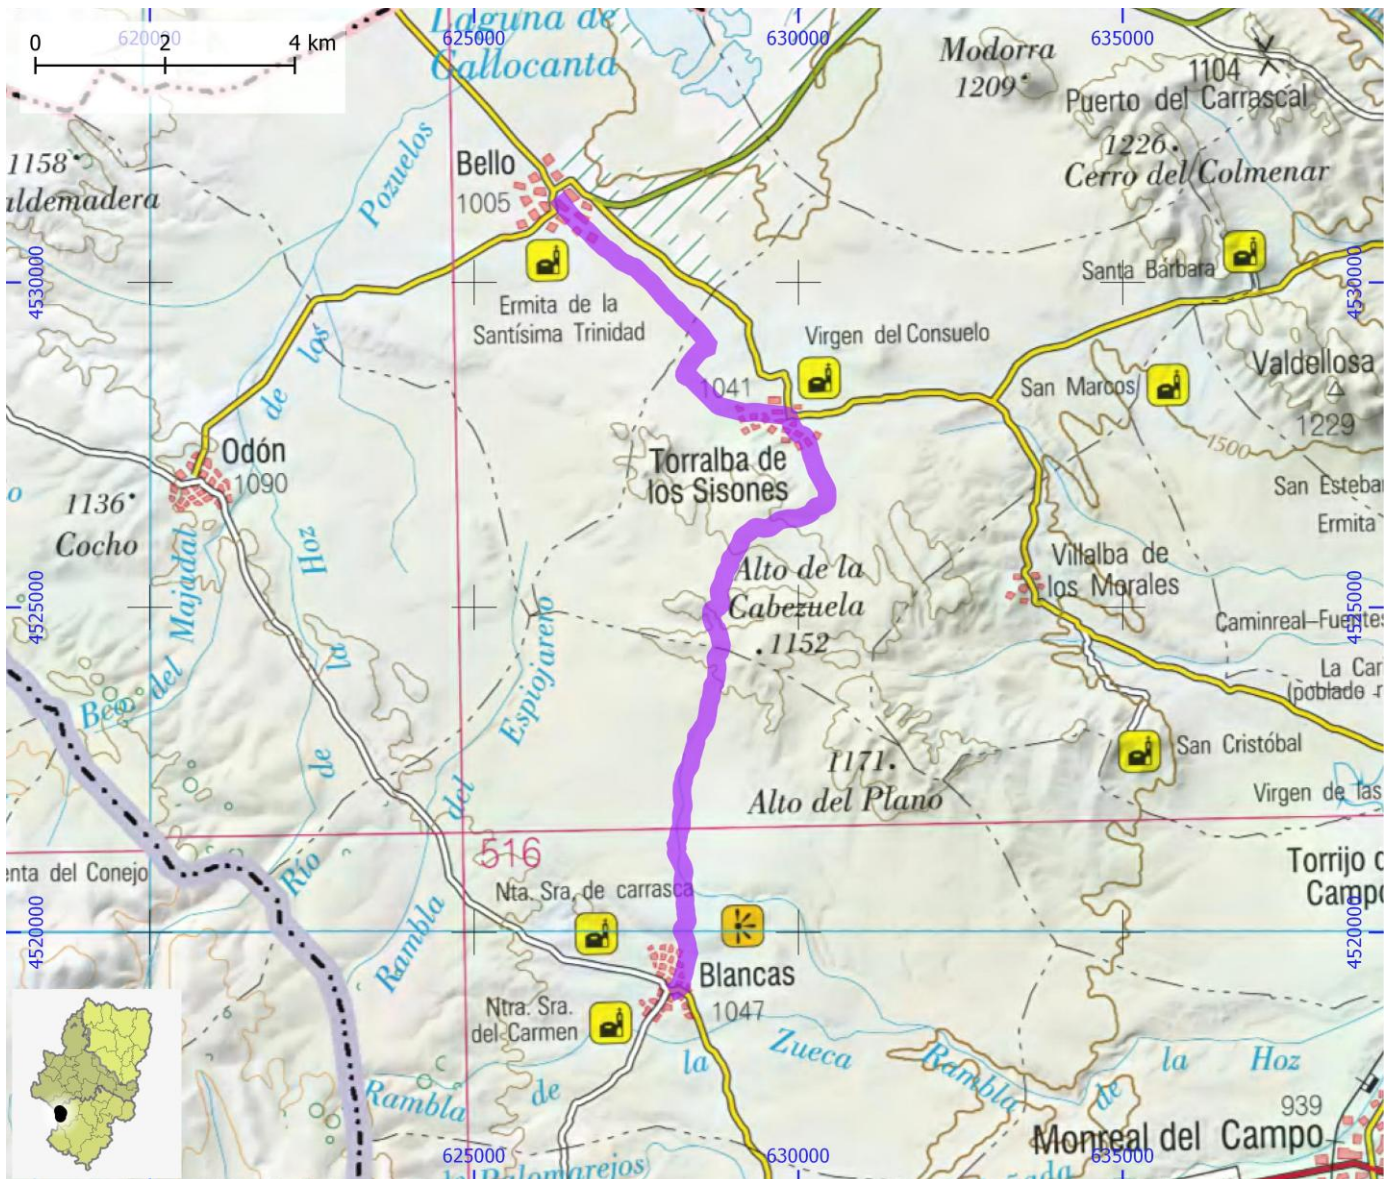 Laguna de
Gallocanta
0 2 4 km
620000
625000
630000
635000
Modorra
1209
1104
Puerto del Carrascal
1226
Cerro del Colmenar
1158
aldemadera
Pozuelos
Bello
1005
4530000
Santa Bárbara
4530000
Ermita de la
Santísima Trinidad
los
de
Virgen del Consuelo
1041
San Marcos
Valdellosa
1229
1500
Odón
1090
Torralba de
los Sisones
San Esteba
Ermita
1136
Cocho
Hoz
Majadal
del
Bco
Alto de la
Cabezuela
1152
Villalba de
los Morales
4525000
4525000
Caminreal-Fuentes
la
Espiojareno
La Car
(poblado r
San Cristóbal
1171
Alto del Plano
de
del
Virgen de las
516
enta del Conejo
Río
Nta. Sra. de carrasca
Torrijo d
Campo
Rambla
4520000
4520000
Blancas
1047
Ntra. Sra.
del Carmen
la
Zueca
Rambla
de
la
Hoz
Rambla
de
939
Monreal del Campo
625000
630000
635000
Palomarejos
ñada